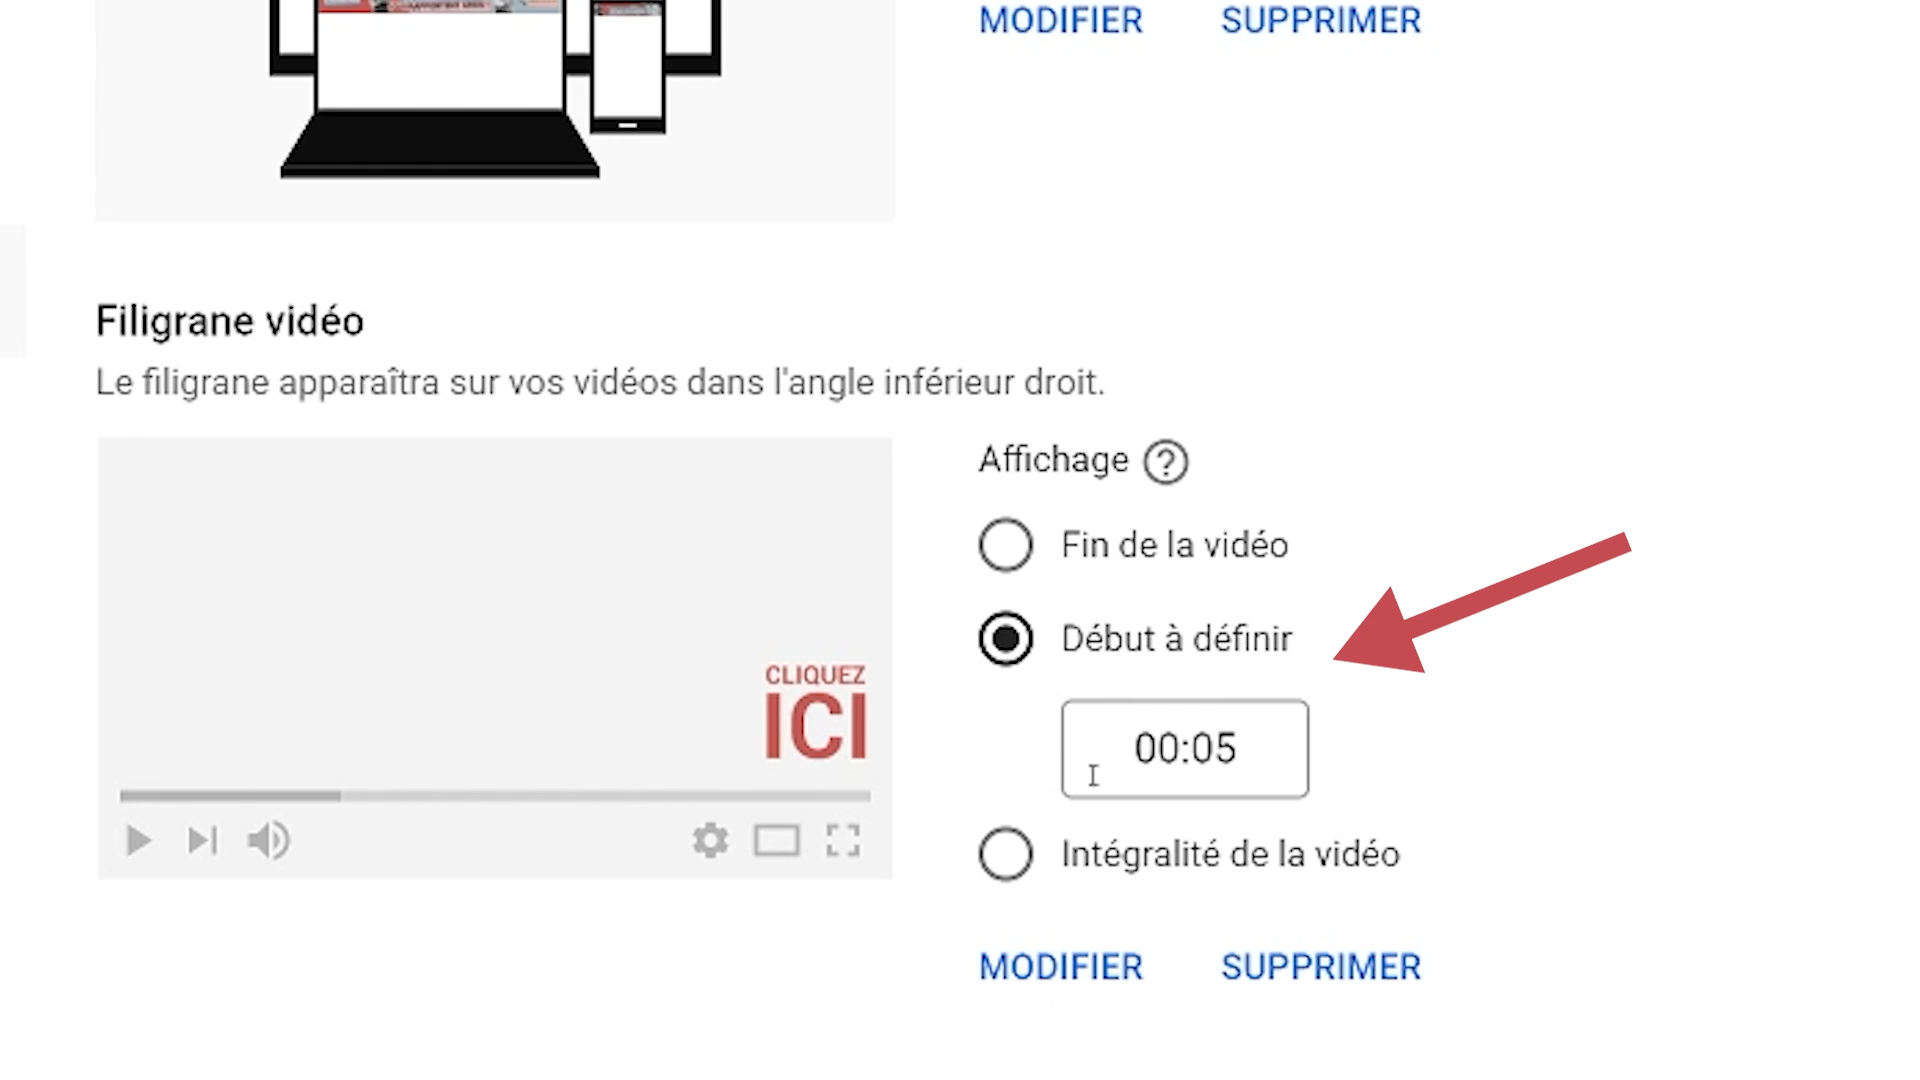 MODIFIER SUPPRIMER
Filigrane vidéo
Le filigrane apparaîtra sur vos vidéos dans l'angle inférieur droit.
Affichage ?
Fin de la vidéo
Début à définir
00:05
Intégralité de la vidéo
CLIQUEZ
ICI
MODIFIER SUPPRIMER